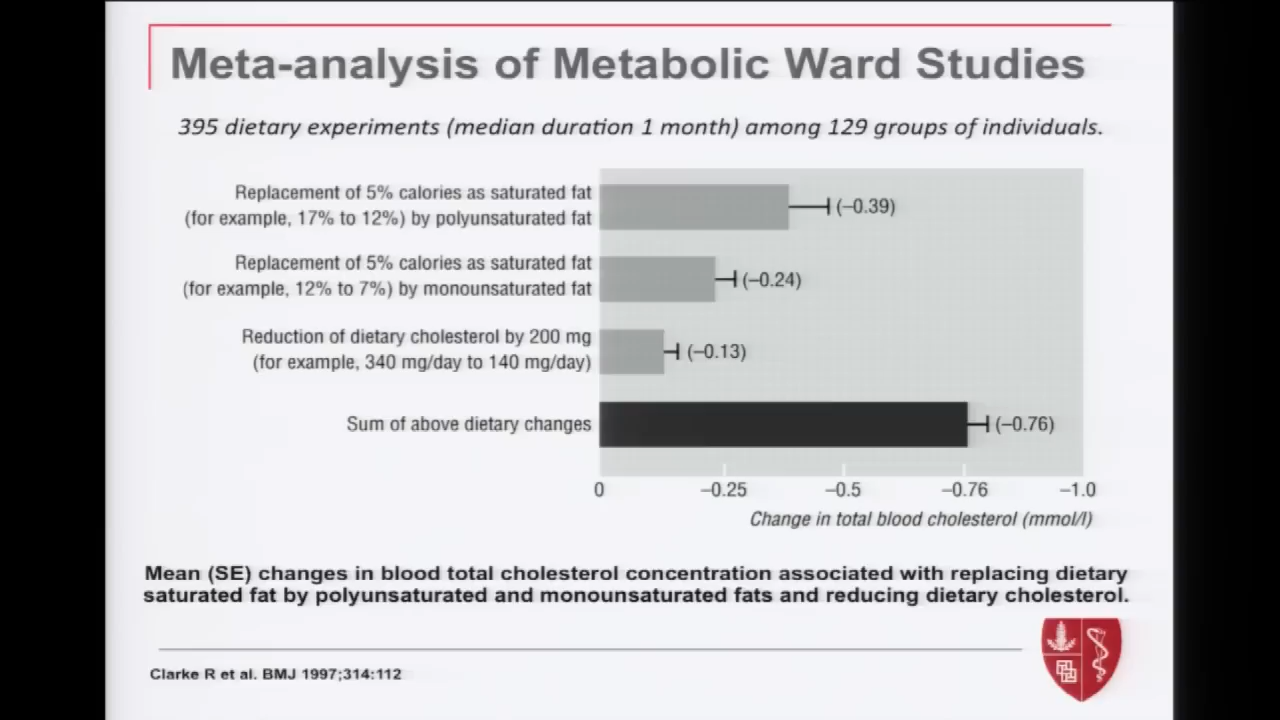 Meta-analysis of Metabolic Ward Studies
395 dietary experiments (median duration 1 month) among 129 groups of individuals.
Replacement of 5% calories as saturated fat
(for example, 17% to 12%) by polyunsaturated fat
(−0.39)
Replacement of 5% calories as saturated fat
(for example, 12% to 7%) by monounsaturated fat
(−0.24)
Reduction of dietary cholesterol by 200 mg
(for example, 340 mg/day to 140 mg/day)
(−0.13)
Sum of above dietary changes
(−0.76)
0 −0.25 −0.5 −0.76 −1.0
Change in total blood cholesterol (mmol/l)
Mean (SE) changes in blood total cholesterol concentration associated with replacing dietary
saturated fat by polyunsaturated and monounsaturated fats and reducing dietary cholesterol.
Clarke R et al. BMJ 1997;314:112